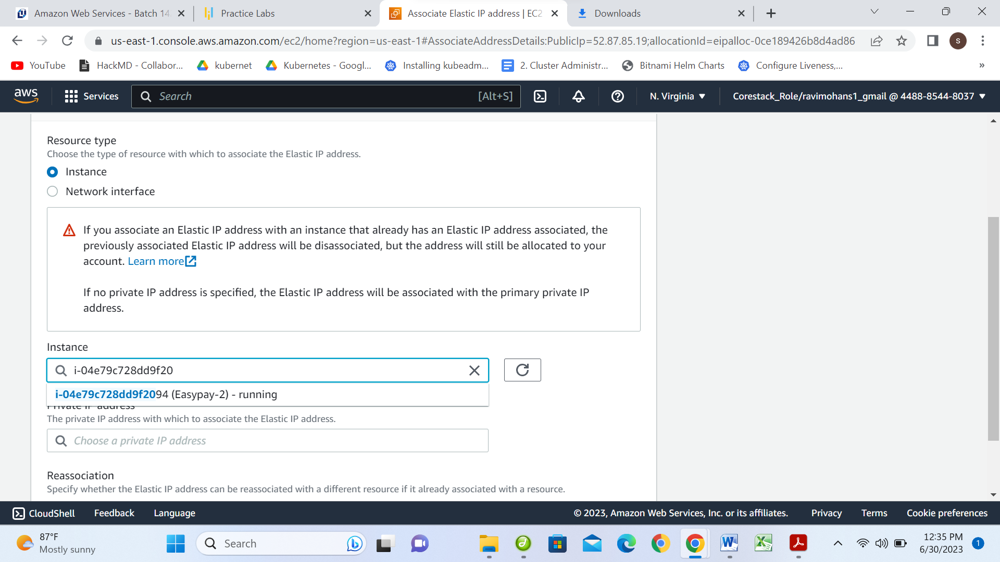 Amazon Web Services - Batch 14
Practice Labs
Associate Elastic IP address | EC2
Downloads
us-east-1.console.aws.amazon.com/ec2/home?region=us-east-1#AssociateAddressDetails:PublicIp=52.87.85.19;allocationId=eipalloc-0ce189426b8d4ad86
S
YouTube
HackMD - Collabor...
kubernet
Kubernetes - Googl...
Installing kubeadm...
2. Cluster Administr...
Bitnami Helm Charts
Configure Liveness,...
»
aws
Services
Search
[Alt+S]
N. Virginia
Corestack_Role/ravimohans1_gmail @ 4488-8544-8037
Resource type
Choose the type of resource with which to associate the Elastic IP address.
Instance
Network interface
If you associate an Elastic IP address with an instance that already has an Elastic IP address associated, the
previously associated Elastic IP address will be disassociated, but the address will still be allocated to your
account. Learn more
If no private IP address is specified, the Elastic IP address will be associated with the primary private IP
address.
Instance
i-04e79c728dd9f20
i-04e79c728dd9f2094 (Easypay-2) - running
Private IP address
The private IP address with which to associate the Elastic IP address.
Choose a private IP address
Reassociation
Specify whether the Elastic IP address can be reassociated with a different resource if it already associated with a resource.
CloudShell
Feedback
Language
© 2023, Amazon Web Services, Inc. or its affiliates.
Privacy
Terms
Cookie preferences
87°F
Mostly sunny
Search
12:35 PM
6/30/2023
1